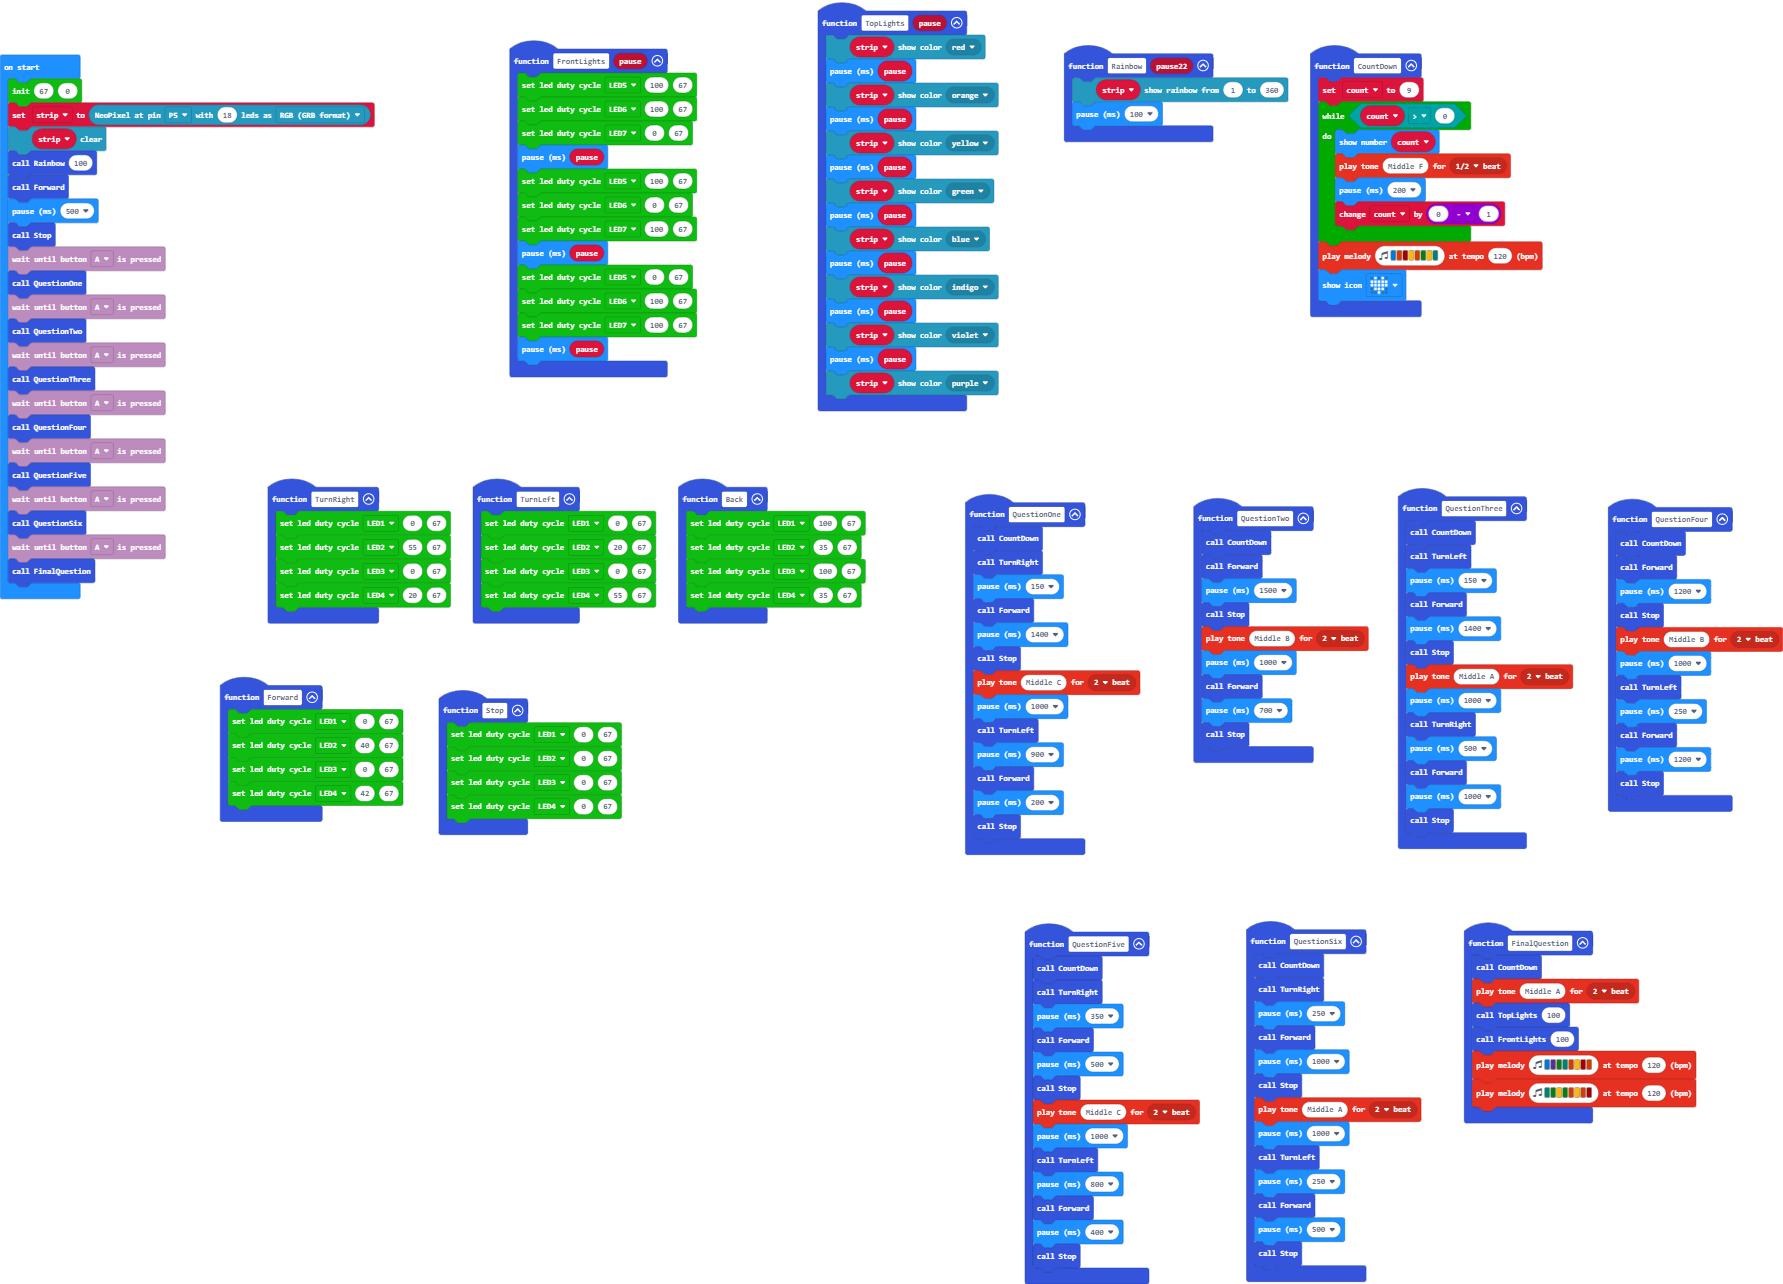 on start
init 67 0
set strip to NeoPixel at pin P5 with 18 leds as RGB (GRB format)
strip clear
call Rainbow 100
call Forward
pause (ms) 500
call Stop
wait until button A is pressed
call QuestionOne
wait until button A is pressed
call QuestionTwo
wait until button A is pressed
call QuestionThree
wait until button A is pressed
call QuestionFour
wait until button A is pressed
call QuestionFive
wait until button A is pressed
call QuestionSix
wait until button A is pressed
call FinalQuestion
function FrontLights pause
set led duty cycle LED5 100 67
set led duty cycle LED6 100 67
set led duty cycle LED7 0 67
pause (ms) pause
set led duty cycle LED5 100 67
set led duty cycle LED6 0 67
set led duty cycle LED7 100 67
pause (ms) pause
set led duty cycle LED5 0 67
set led duty cycle LED6 100 67
set led duty cycle LED7 100 67
pause (ms) pause
function TopLights pause
strip show color red
pause (ms) pause
strip show color orange
pause (ms) pause
strip show color yellow
pause (ms) pause
strip show color green
pause (ms) pause
strip show color blue
pause (ms) pause
strip show color indigo
pause (ms) pause
strip show color violet
pause (ms) pause
strip show color purple
function Rainbow pause22
strip show rainbow from 1 to 360
pause (ms) 100
function CountDown
set count to 9
while count > 0
do
show number count
play tone Middle F for 1/2 beat
pause (ms) 200
change count by 0 - 1
play melody at tempo 120 (bpm)
show icon
function TurnRight
set led duty cycle LED1 0 67
set led duty cycle LED2 55 67
set led duty cycle LED3 0 67
set led duty cycle LED4 20 67
function TurnLeft
set led duty cycle LED1 0 67
set led duty cycle LED2 20 67
set led duty cycle LED3 0 67
set led duty cycle LED4 55 67
function Back
set led duty cycle LED1 100 67
set led duty cycle LED2 35 67
set led duty cycle LED3 100 67
set led duty cycle LED4 35 67
function Forward
set led duty cycle LED1 0 67
set led duty cycle LED2 40 67
set led duty cycle LED3 0 67
set led duty cycle LED4 42 67
function Stop
set led duty cycle LED1 0 67
set led duty cycle LED2 0 67
set led duty cycle LED3 0 67
set led duty cycle LED4 0 67
function QuestionOne
call CountDown
call TurnRight
pause (ms) 150
call Forward
pause (ms) 1400
call Stop
play tone Middle C for 2 beat
pause (ms) 1000
call TurnLeft
pause (ms) 900
call Forward
pause (ms) 200
call Stop
function QuestionTwo
call CountDown
call Forward
pause (ms) 1500
call Stop
play tone Middle B for 2 beat
pause (ms) 1000
call Forward
pause (ms) 700
call Stop
function QuestionThree
call CountDown
call TurnLeft
pause (ms) 150
call Forward
pause (ms) 1400
call Stop
play tone Middle A for 2 beat
pause (ms) 1000
call TurnRight
pause (ms) 500
call Forward
pause (ms) 1000
call Stop
function QuestionFour
call CountDown
call Forward
pause (ms) 1200
call Stop
play tone Middle B for 2 beat
pause (ms) 1000
call TurnLeft
pause (ms) 250
call Forward
pause (ms) 1200
call Stop
function QuestionFive
call CountDown
call TurnRight
pause (ms) 350
call Forward
pause (ms) 500
call Stop
play tone Middle C for 2 beat
pause (ms) 1000
call TurnLeft
pause (ms) 800
call Forward
pause (ms) 400
call Stop
function QuestionSix
call CountDown
call TurnRight
pause (ms) 250
call Forward
pause (ms) 1000
call Stop
play tone Middle A for 2 beat
pause (ms) 1000
call TurnLeft
pause (ms) 250
call Forward
pause (ms) 500
call Stop
function FinalQuestion
call CountDown
play tone Middle A for 2 beat
call TopLights 100
call FrontLights 100
play melody at tempo 120 (bpm)
play melody at tempo 120 (bpm)